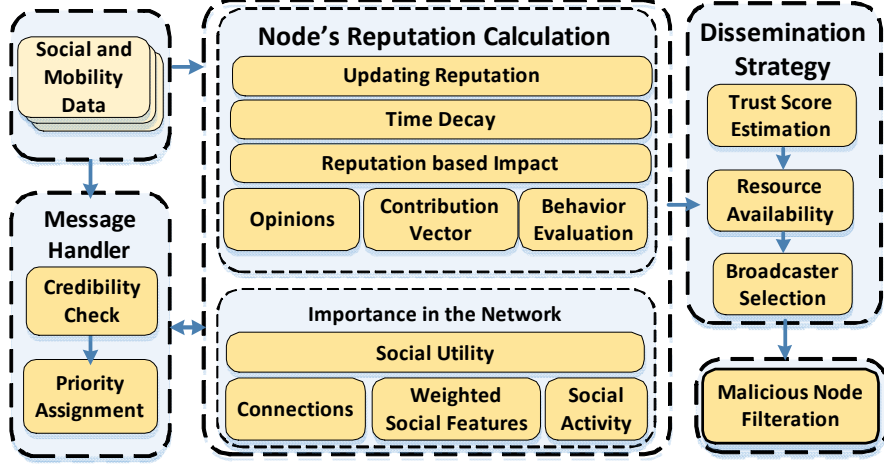 Social and
Mobility
Data
Message
Handler
Credibility
Check
Priority
Assignment
Node's Reputation Calculation
Updating Reputation
Time Decay
Reputation based Impact
Opinions
Contribution
Vector
Behavior
Evaluation
Importance in the Network
Social Utility
Connections
Weighted
Social Features
Social
Activity
Dissemination
Strategy
Trust Score
Estimation
Resource
Availability
Broadcaster
Selection
Malicious Node
Filteration